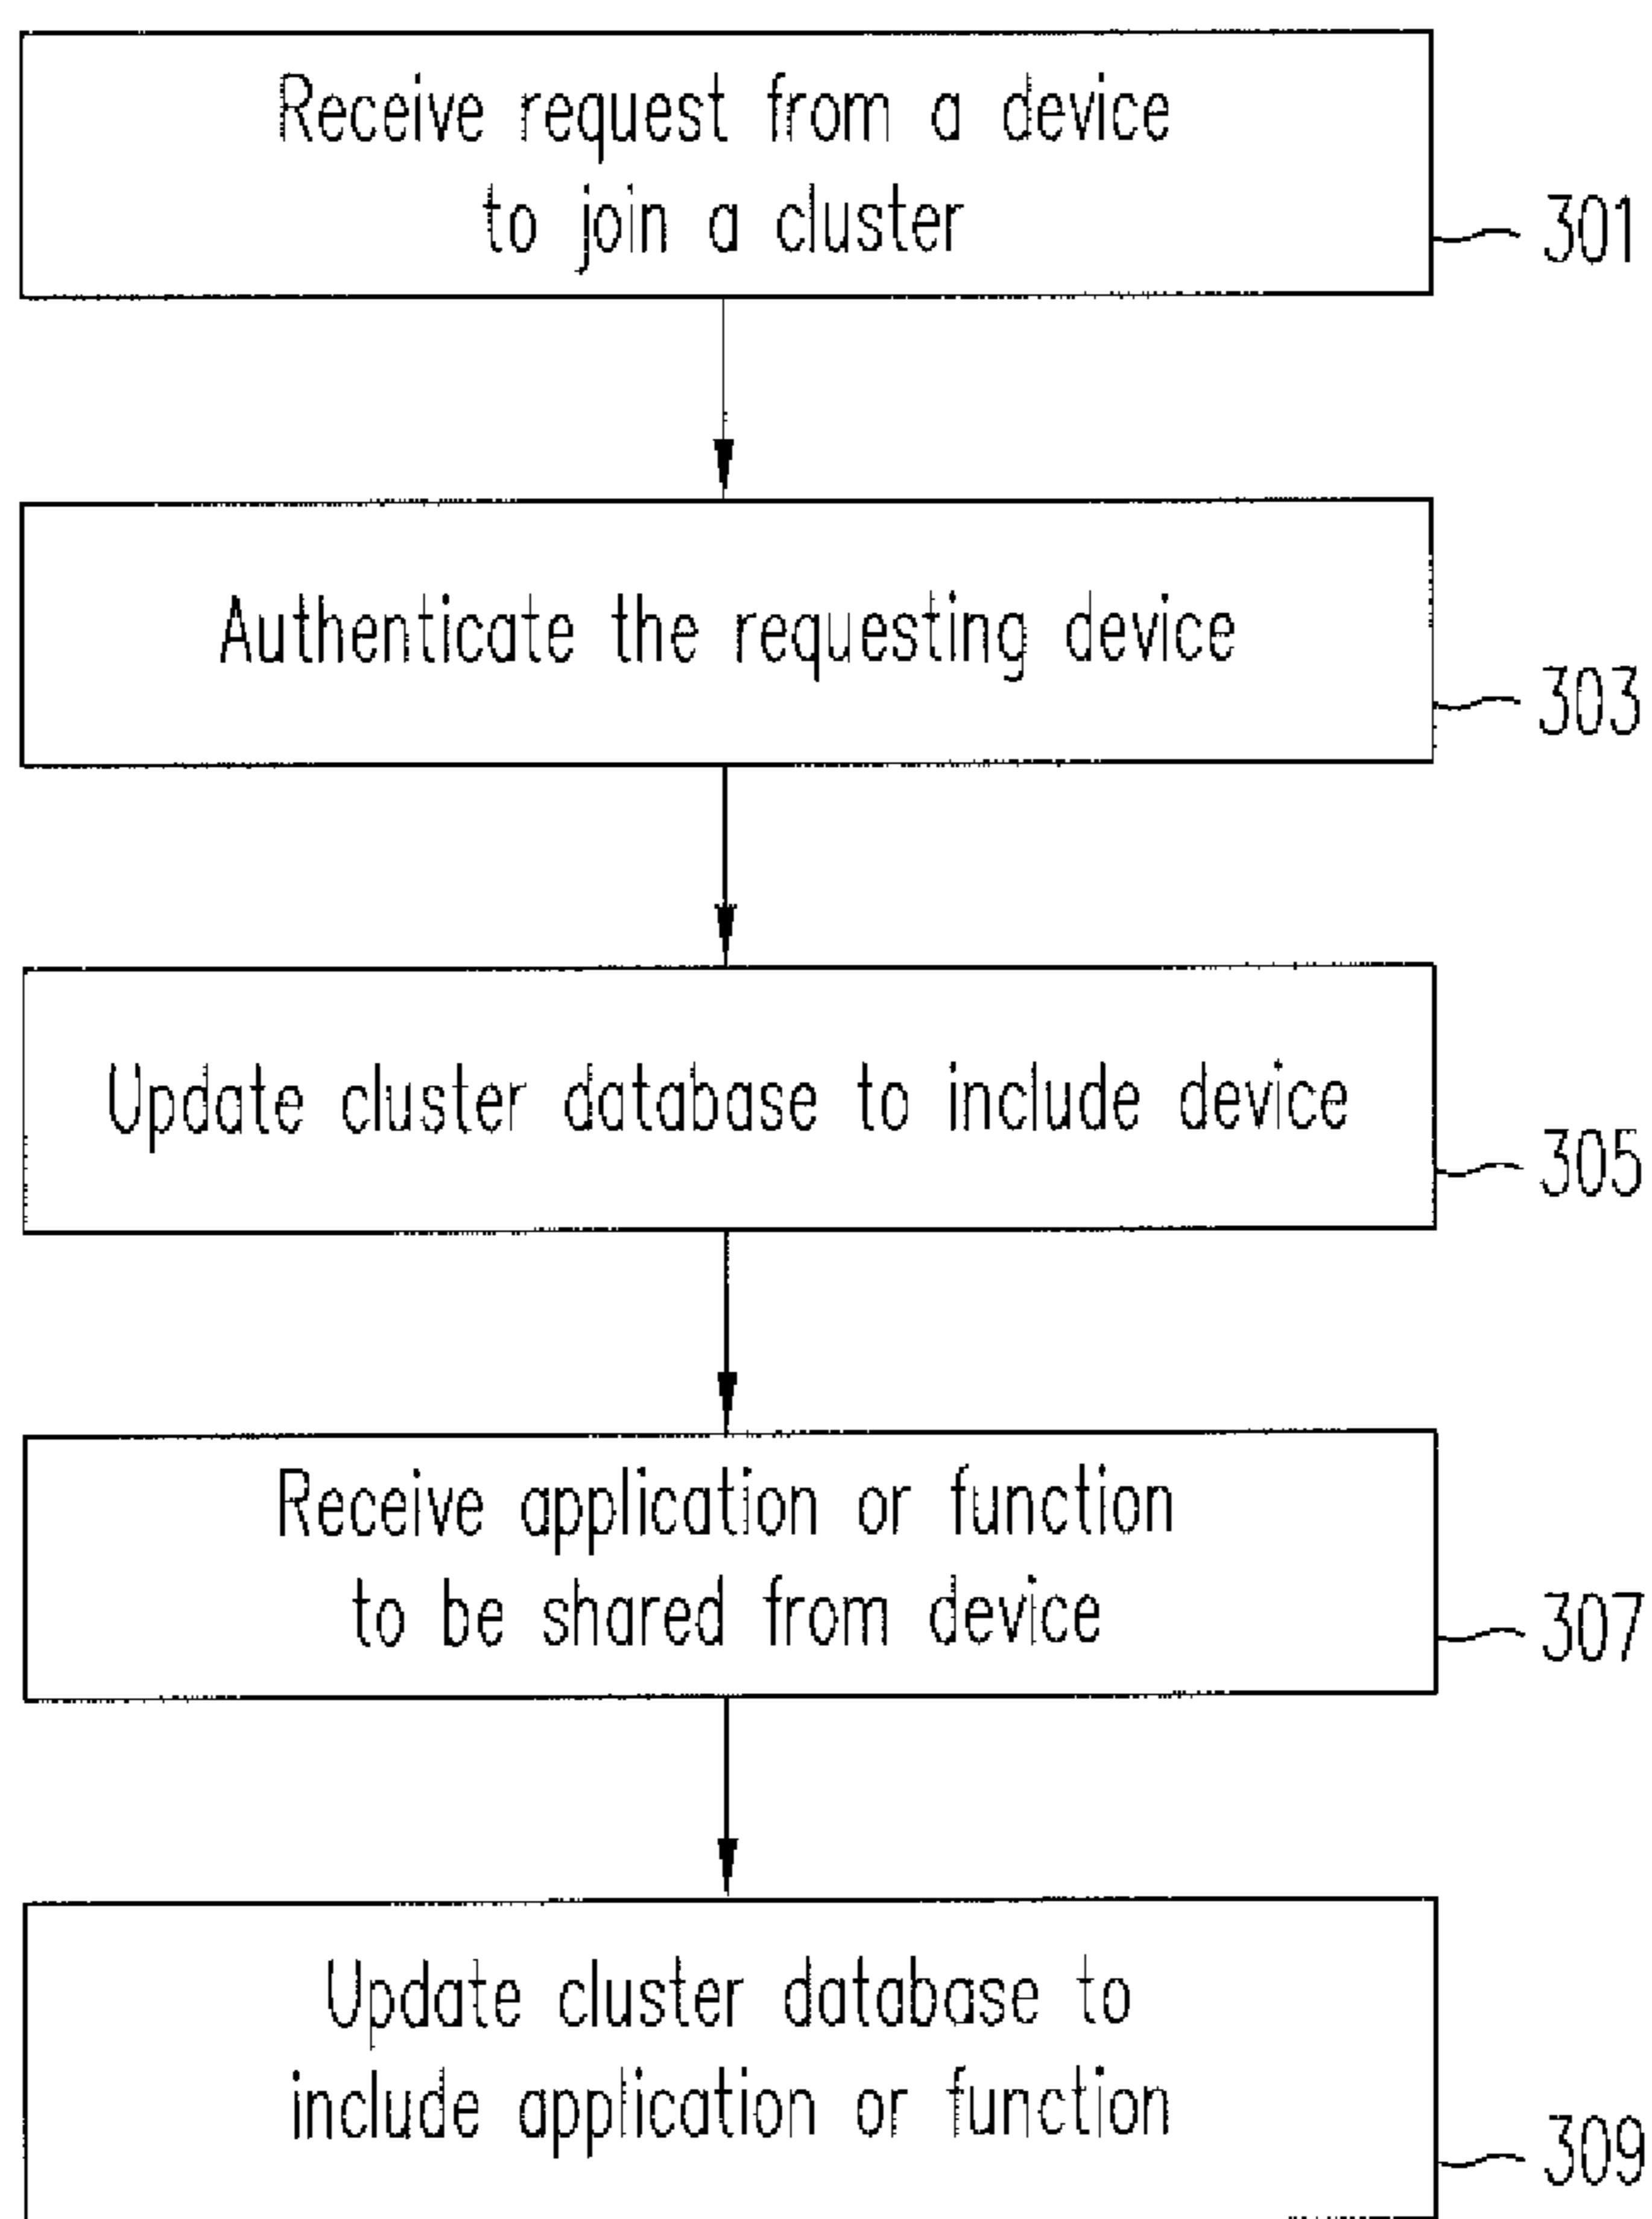 Receive request from a device
to join a cluster
301
Authenticate the requesting device
303
Update cluster database to include device
305
Receive application or function
to be shared from device
307
Update cluster database to
include application or function
309